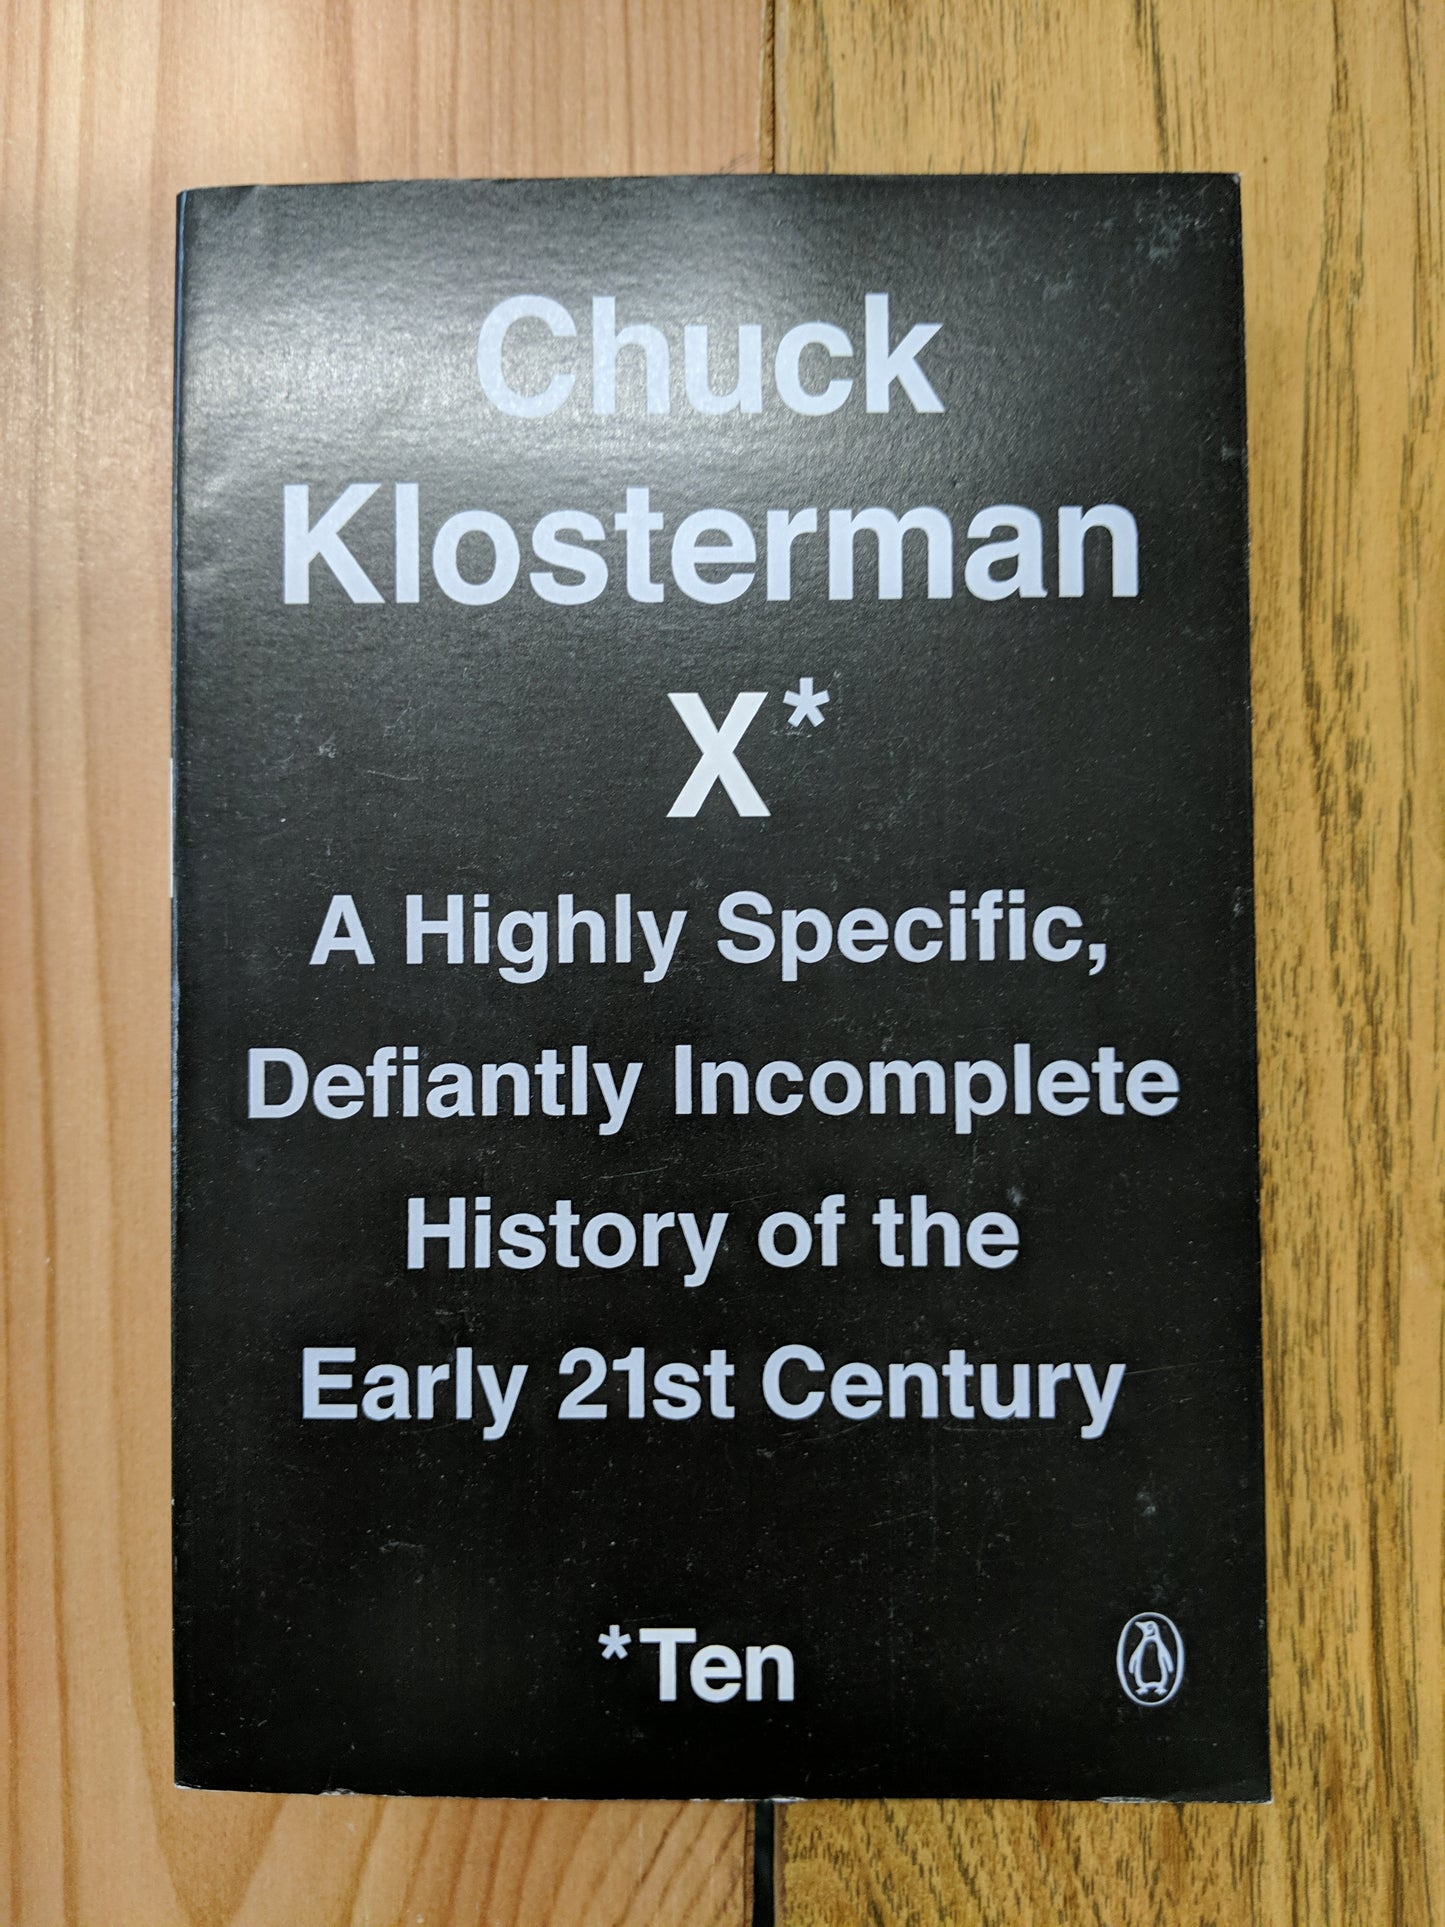 Chuck
Klosterman
X*
A Highly Specific,
Defiantly Incomplete
History of the
Early 21st Century
*Ten